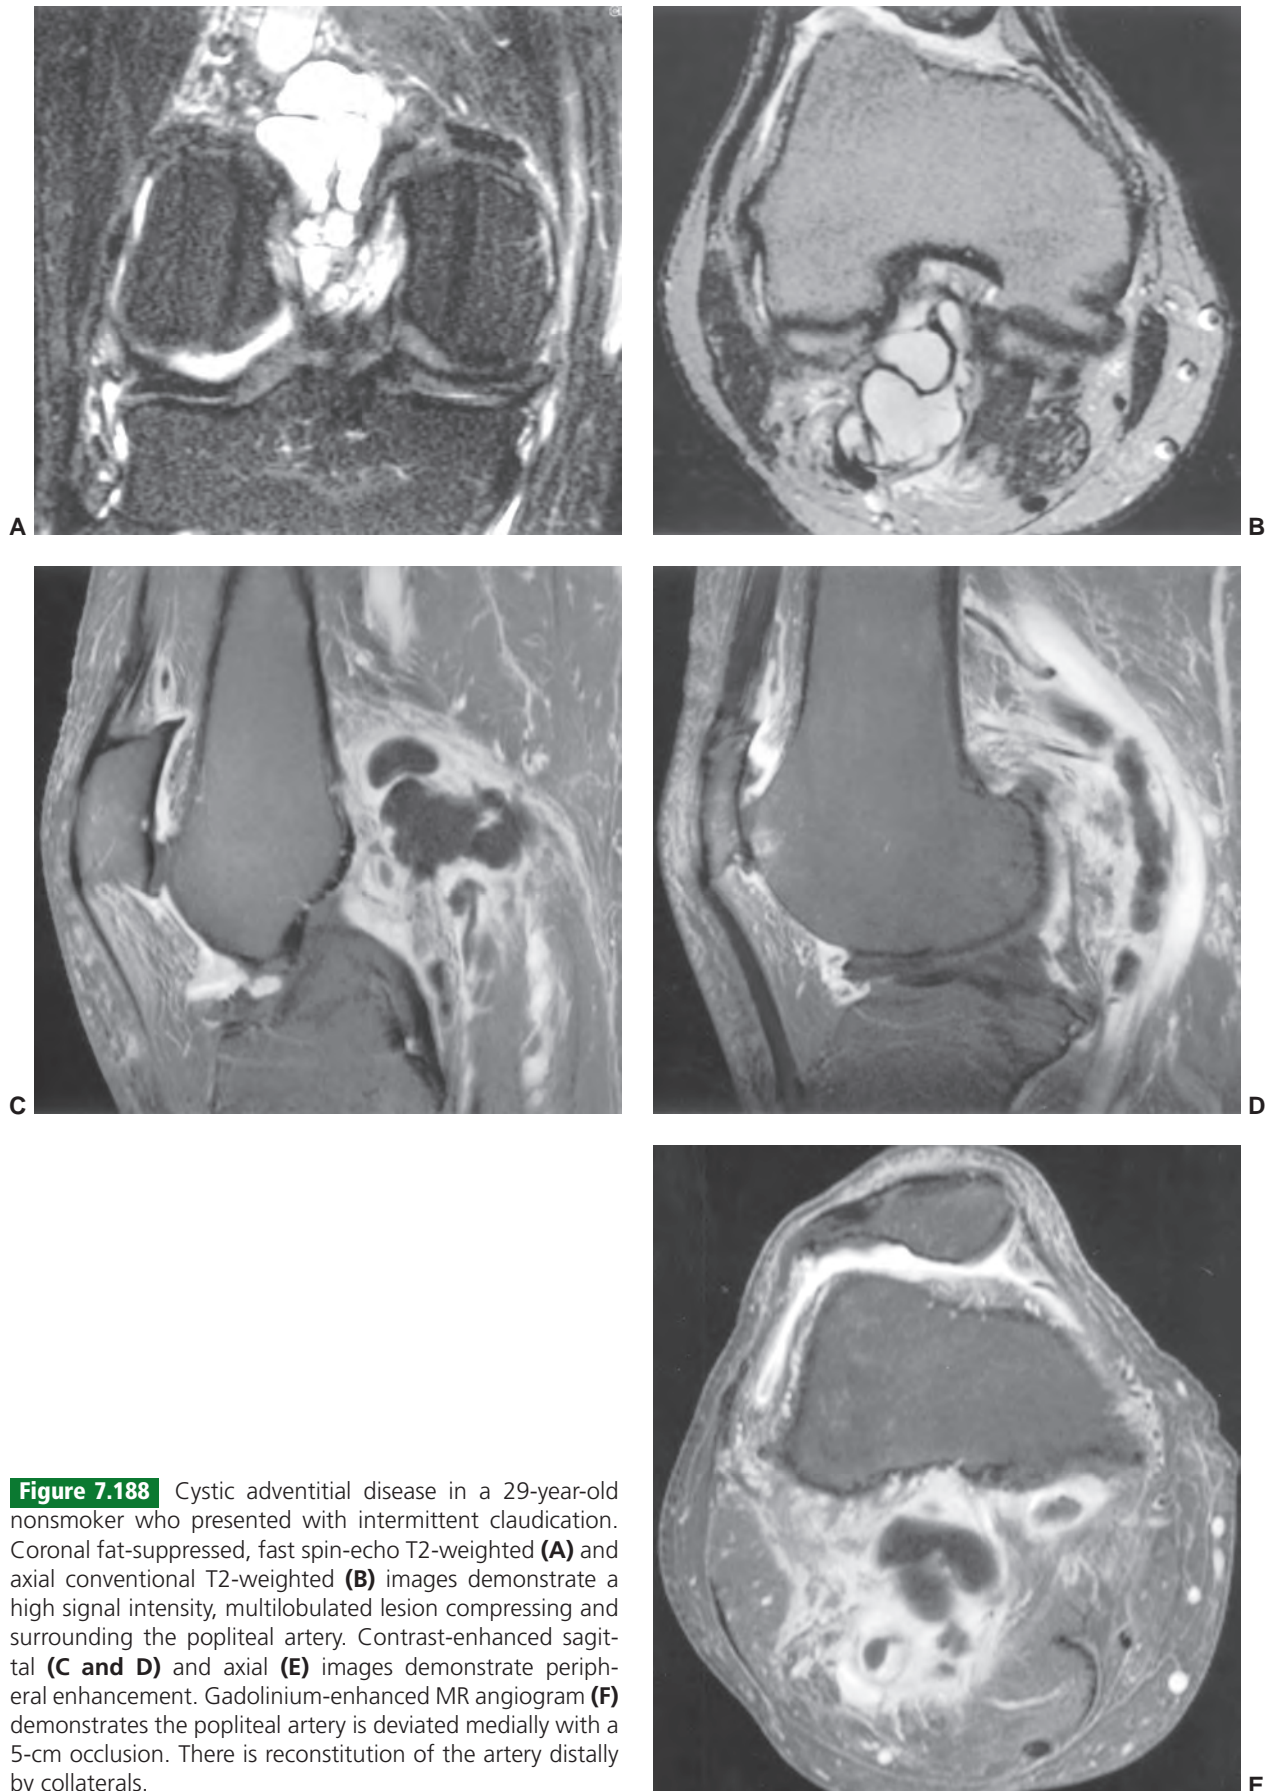 A
B
C
D
E
Figure 7.188 Cystic adventitial disease in a 29-year-old
nonsmoker who presented with intermittent claudication.
Coronal fat-suppressed, fast spin-echo T2-weighted (A) and
axial conventional T2-weighted (B) images demonstrate a
high signal intensity, multilobulated lesion compressing and
surrounding the popliteal artery. Contrast-enhanced sagit-
tal (C and D) and axial (E) images demonstrate periph-
eral enhancement. Gadolinium-enhanced MR angiogram (F)
demonstrates the popliteal artery is deviated medially with a
5-cm occlusion. There is reconstitution of the artery distally
by collaterals.